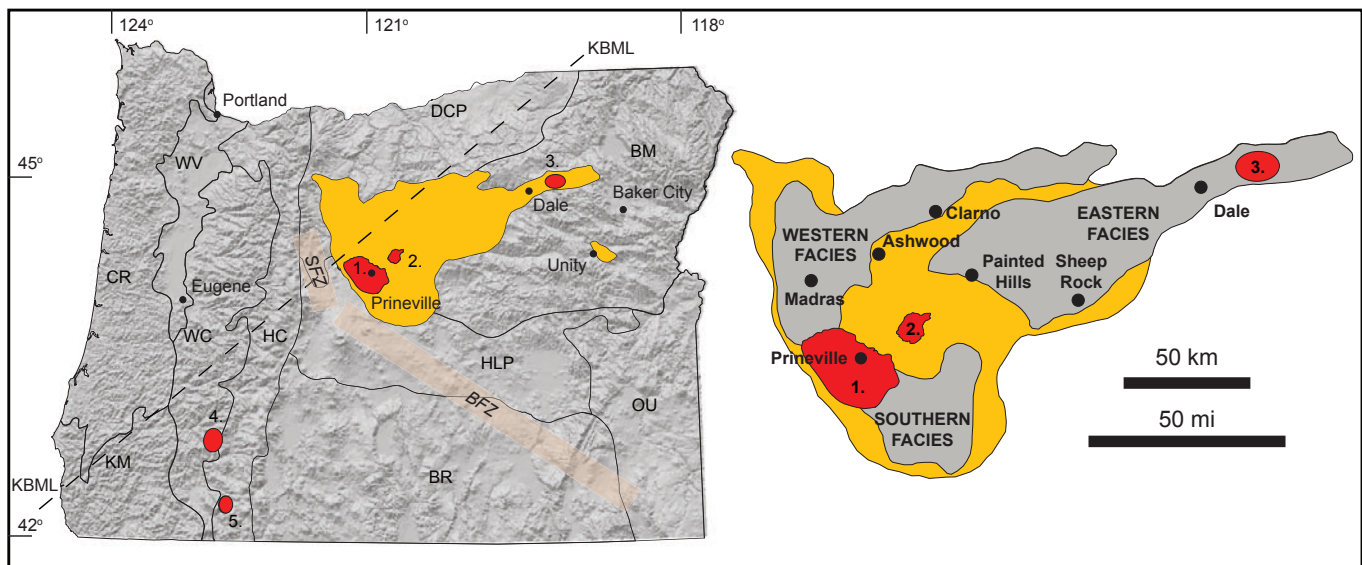 124° 121° 118°
KBML
Portland
DCP
WV
BM
45°
3.
Dale
Baker City
SFZ
2.
1.
Unity
CR
Eugene
Prineville
WC
HC
HLP
BFZ
OU
4.
KM
BR
KBML
5.
42°
3.
Dale
Clarno
EASTERN
FACIES
WESTERN
FACIES
Ashwood
Painted
Hills
Sheep
Rock
Madras
2.
Prineville
1.
50 km
SOUTHERN
FACIES
50 mi